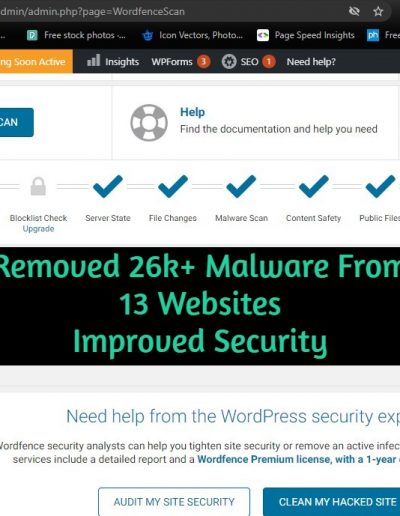 dmin/admin.php?page=WordfenceScan
Free stock photos -... Icon Vectors, Photo... Page Speed Insights Free
ng Soon Active Insights WPForms 3 SEO 1 Need help?
CAN
Help
Find the documentation and help you need
Blocklist Check Server State File Changes Malware Scan Content Safety Public Files
Upgrade
Removed 26k+ Malware From
13 Websites
Improved Security
Need help from the WordPress security exp
Wordfence security analysts can help you tighten site security or remove an active infec
services include a detailed report and a Wordfence Premium license, with a 1-year
AUDIT MY SITE SECURITY CLEAN MY HACKED SITE